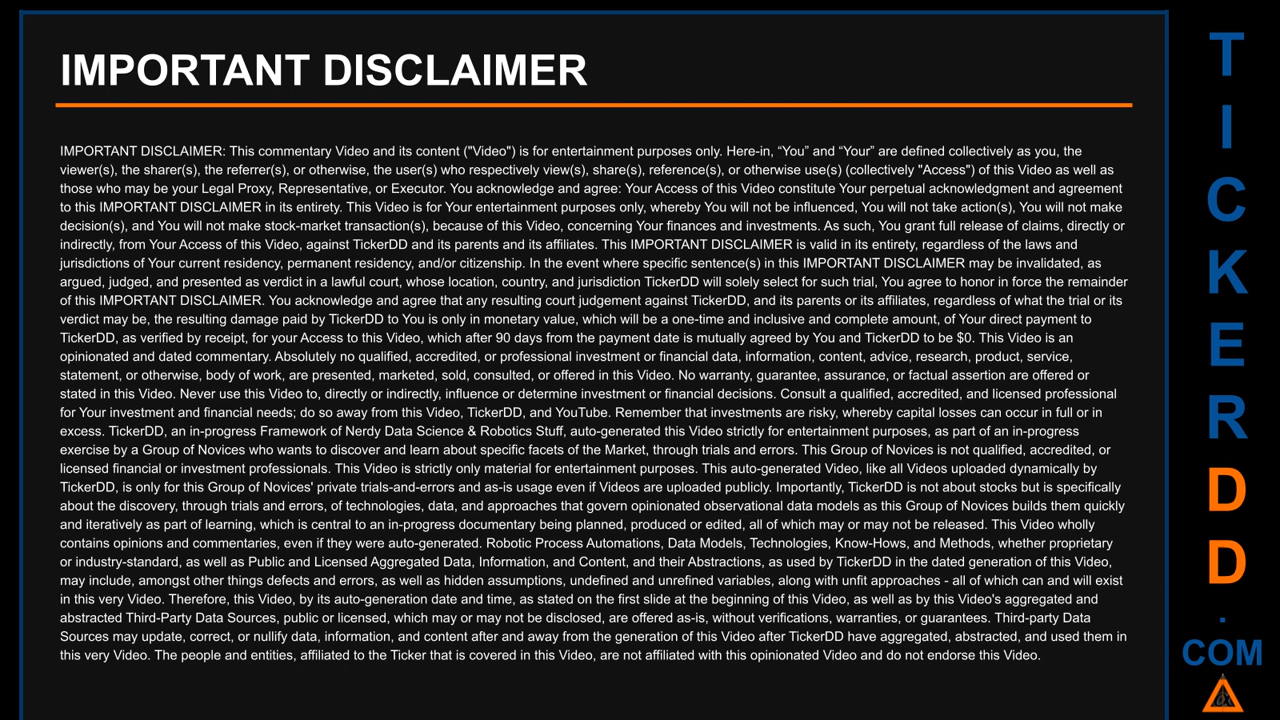 IMPORTANT DISCLAIMER
IMPORTANT DISCLAIMER: This commentary Video and its content ("Video") is for entertainment purposes only. Here-in, “You” and “Your” are defined collectively as you, the
viewer(s), the sharer(s), the referrer(s), or otherwise, the user(s) who respectively view(s), share(s), reference(s), or otherwise use(s) (collectively "Access") of this Video as well as
those who may be your Legal Proxy, Representative, or Executor. You acknowledge and agree: Your Access of this Video constitute Your perpetual acknowledgment and agreement
to this IMPORTANT DISCLAIMER in its entirety. This Video is for Your entertainment purposes only, whereby You will not be influenced, You will not take action(s), You will not make
decision(s), and You will not make stock-market transaction(s), because of this Video, concerning Your finances and investments. As such, You grant full release of claims, directly or
indirectly, from Your Access of this Video, against TickerDD and its parents and its affiliates. This IMPORTANT DISCLAIMER is valid in its entirety, regardless of the laws and
jurisdictions of Your current residency, permanent residency, and/or citizenship. In the event where specific sentence(s) in this IMPORTANT DISCLAIMER may be invalidated, as
argued, judged, and presented as verdict in a lawful court, whose location, country, and jurisdiction TickerDD will solely select for such trial, You agree to honor in force the remainder
of this IMPORTANT DISCLAIMER. You acknowledge and agree that any resulting court judgement against TickerDD, and its parents or its affiliates, regardless of what the trial or its
verdict may be, the resulting damage paid by TickerDD to You is only in monetary value, which will be a one-time and inclusive and complete amount, of Your direct payment to
TickerDD, as verified by receipt, for your Access to this Video, which after 90 days from the payment date is mutually agreed by You and TickerDD to be $0. This Video is an
opinionated and dated commentary. Absolutely no qualified, accredited, or professional investment or financial data, information, content, advice, research, product, service,
statement, or otherwise, body of work, are presented, marketed, sold, consulted, or offered in this Video. No warranty, guarantee, assurance, or factual assertion are offered or
stated in this Video. Never use this Video to, directly or indirectly, influence or determine investment or financial decisions. Consult a qualified, accredited, and licensed professional
for Your investment and financial needs; do so away from this Video, TickerDD, and YouTube. Remember that investments are risky, whereby capital losses can occur in full or in
excess. TickerDD, an in-progress Framework of Nerdy Data Science & Robotics Stuff, auto-generated this Video strictly for entertainment purposes, as part of an in-progress
exercise by a Group of Novices who wants to discover and learn about specific facets of the Market, through trials and errors. This Group of Novices is not qualified, accredited, or
licensed financial or investment professionals. This Video is strictly only material for entertainment purposes. This auto-generated Video, like all Videos uploaded dynamically by
TickerDD, is only for this Group of Novices' private trials-and-errors and as-is usage even if Videos are uploaded publicly. Importantly, TickerDD is not about stocks but is specifically
about the discovery, through trials and errors, of technologies, data, and approaches that govern opinionated observational data models as this Group of Novices builds them quickly
and iteratively as part of learning, which is central to an in-progress documentary being planned, produced or edited, all of which may or may not be released. This Video wholly
contains opinions and commentaries, even if they were auto-generated. Robotic Process Automations, Data Models, Technologies, Know-Hows, and Methods, whether proprietary
or industry-standard, as well as Public and Licensed Aggregated Data, Information, and Content, and their Abstractions, as used by TickerDD in the dated generation of this Video,
may include, amongst other things defects and errors, as well as hidden assumptions, undefined and unrefined variables, along with unfit approaches - all of which can and will exist
in this very Video. Therefore, this Video, by its auto-generation date and time, as stated on the first slide at the beginning of this Video, as well as by this Video's aggregated and
abstracted Third-Party Data Sources, public or licensed, which may or may not be disclosed, are offered as-is, without verifications, warranties, or guarantees. Third-party Data
Sources may update, correct, or nullify data, information, and content after and away from the generation of this Video after TickerDD have aggregated, abstracted, and used them in
this very Video. The people and entities, affiliated to the Ticker that is covered in this Video, are not affiliated with this opinionated Video and do not endorse this Video.
T
I
C
K
E
R
D
D
.
COM